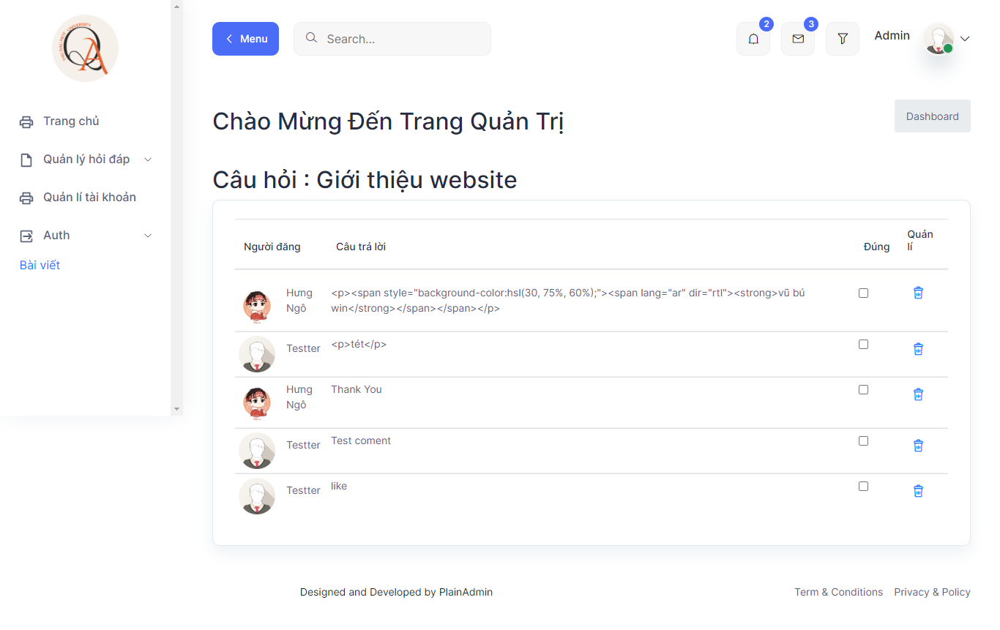 THU DAU MOT UNIVERSITY
QA
Menu
Search...
2
3
Admin
Trang chủ
Quản lý hỏi đáp
Quản lí tài khoản
Auth
Bài viết
Chào Mừng Đến Trang Quản Trị
Dashboard
Câu hỏi : Giới thiệu website
Người đăng
Câu trả lời
Đúng
Quản
lí
Hưng
Ngô
<p><span style="background-color:hsl(30, 75%, 60%);"><span lang="ar" dir="rtl"><strong>vũ bú
win</strong></span></span></p>
Testter
<p>tét</p>
Hưng
Ngô
Thank You
Testter
Test coment
Testter
like
Designed and Developed by PlainAdmin
Term & Conditions
Privacy & Policy